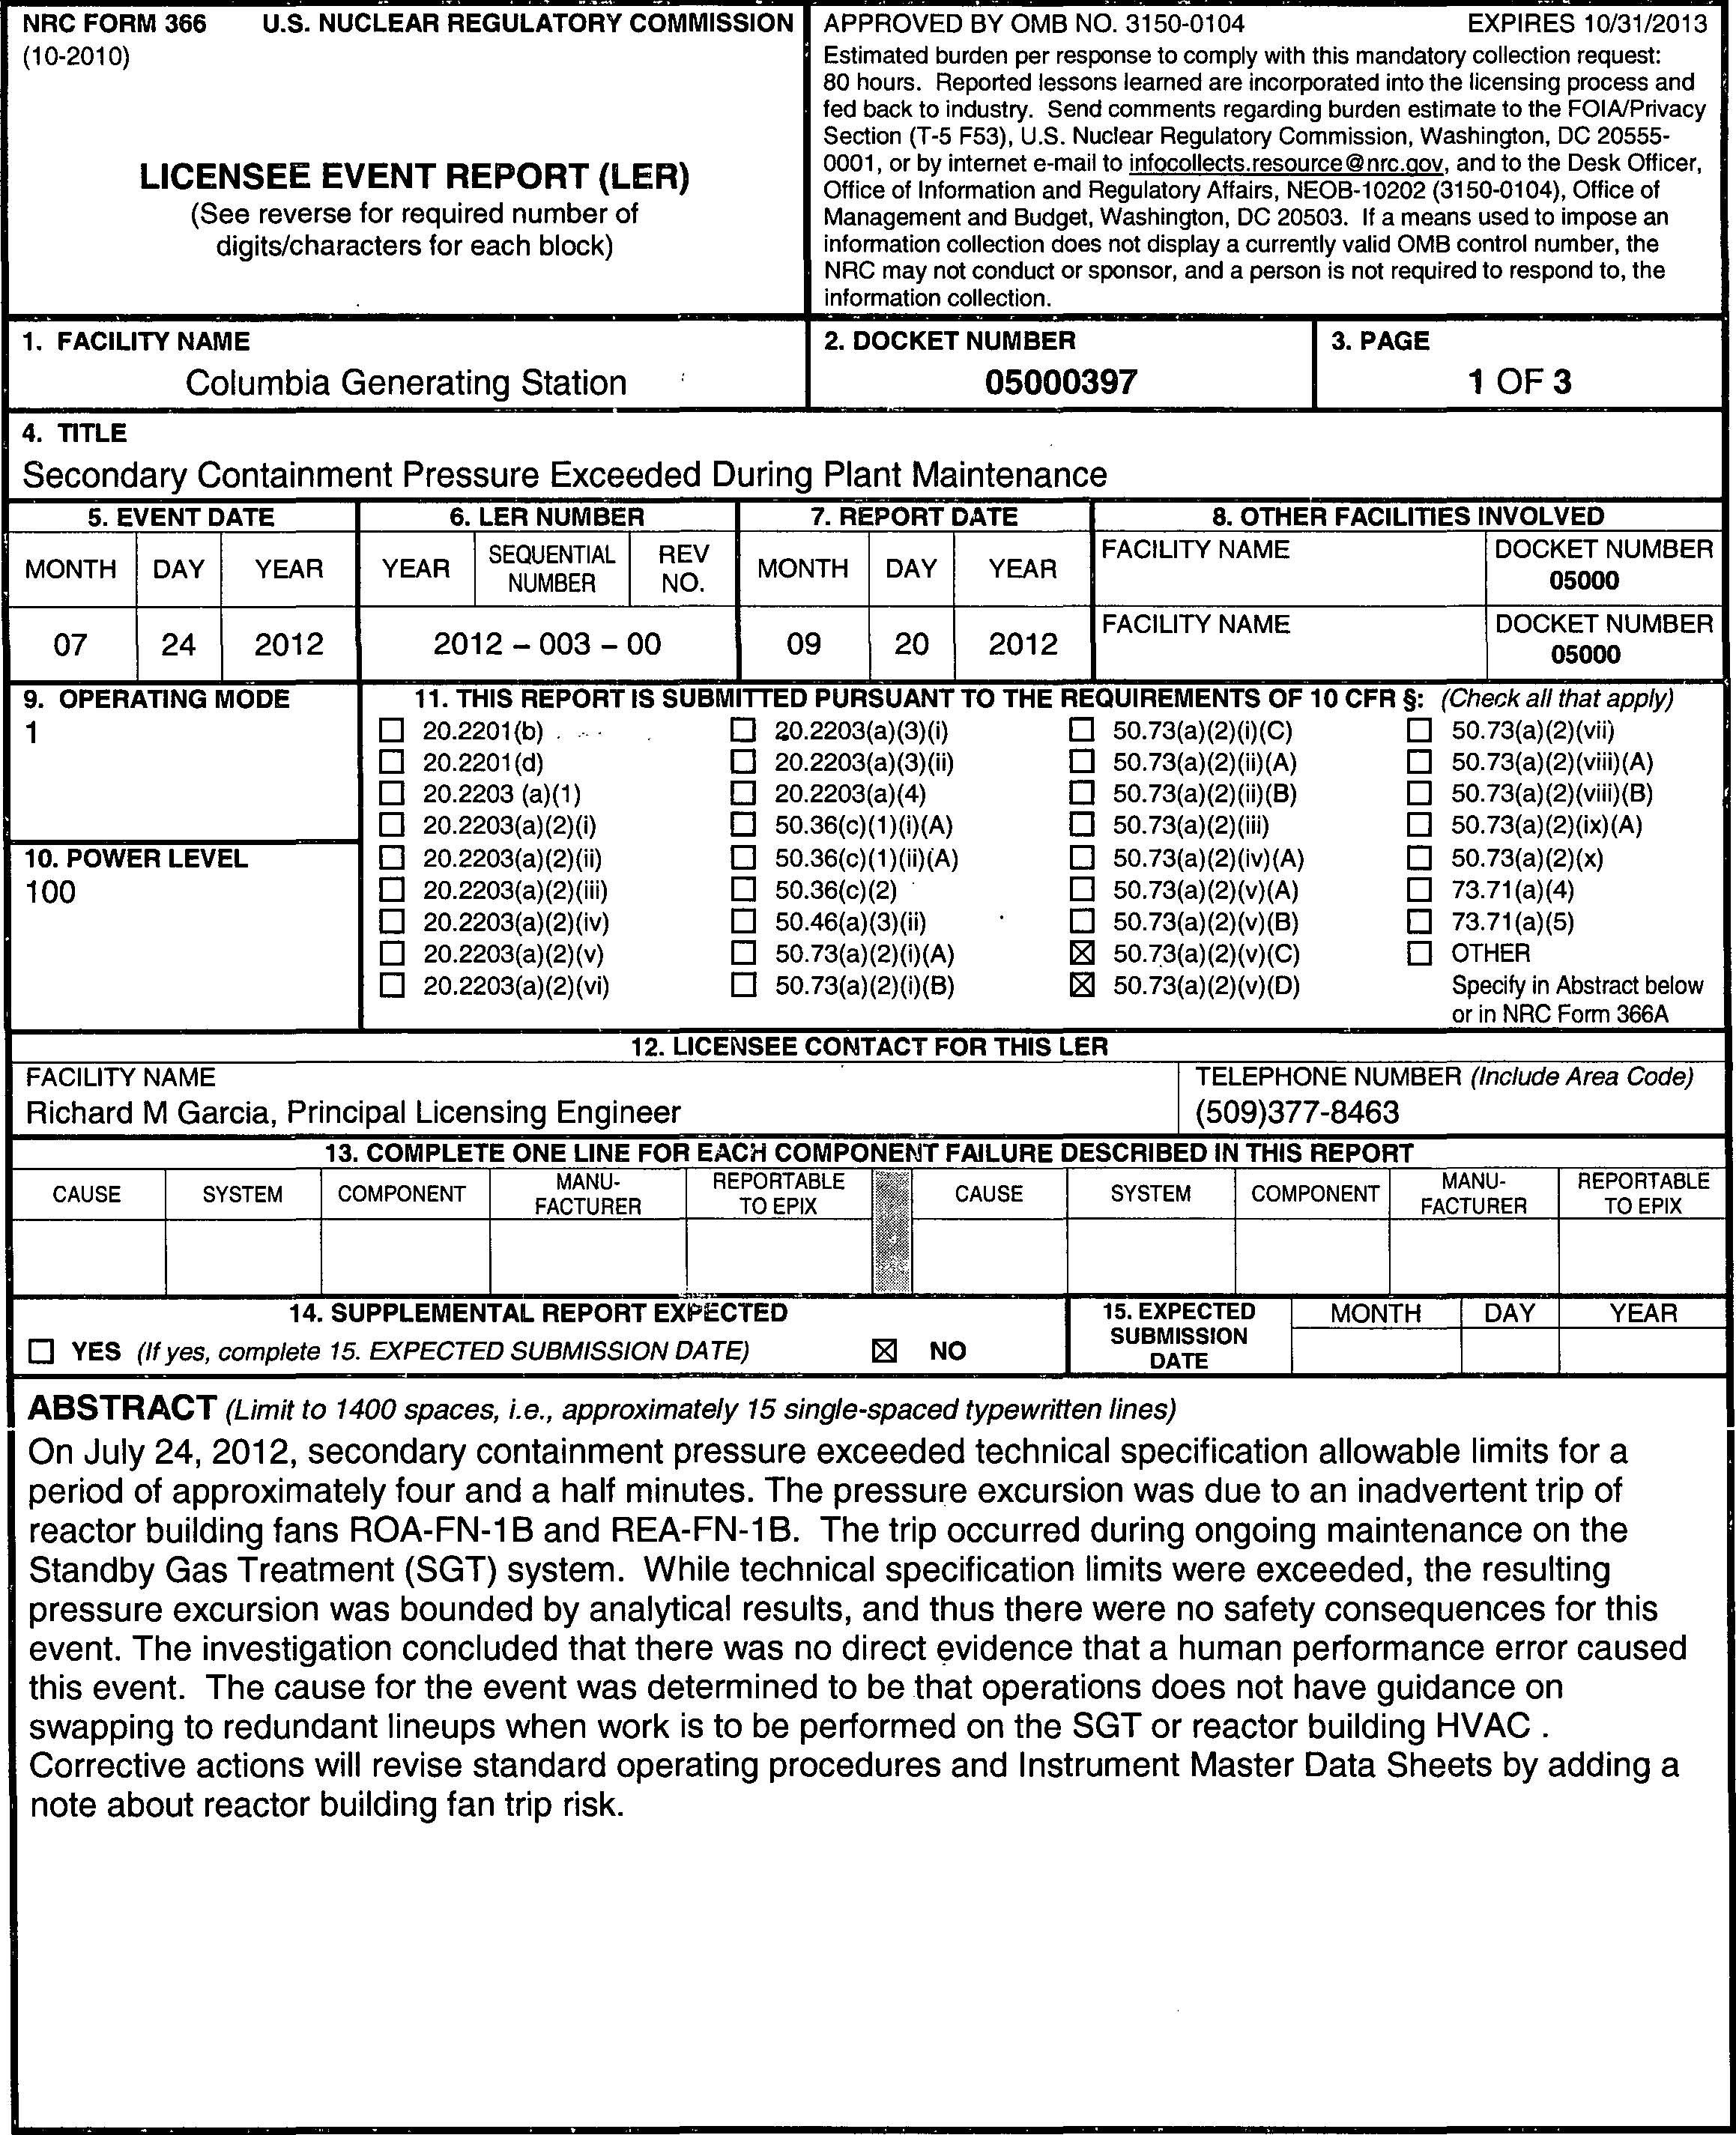 NRC FORM 366 U.S. NUCLEAR REGULATORY COMMISSION
(10-2010)
LICENSEE EVENT REPORT (LER)
(See reverse for required number of
digits/characters for each block)
APPROVED BY OMB NO. 3150-0104 EXPIRES 10/31/2013
Estimated burden per response to comply with this mandatory collection request:
80 hours. Reported lessons learned are incorporated into the licensing process and
fed back to industry. Send comments regarding burden estimate to the FOIA/Privacy
Section (T-5 F53), U.S. Nuclear Regulatory Commission, Washington, DC 20555-
0001, or by internet e-mail to infocollects.resource@nrc.gov, and to the Desk Officer,
Office of Information and Regulatory Affairs, NEOB-10202 (3150-0104), Office of
Management and Budget, Washington, DC 20503. If a means used to impose an
information collection does not display a currently valid OMB control number, the
NRC may not conduct or sponsor, and a person is not required to respond to, the
information collection.
1. FACILITY NAME
Columbia Generating Station
2. DOCKET NUMBER
05000397
3. PAGE
1 OF 3
4. TITLE
Secondary Containment Pressure Exceeded During Plant Maintenance
5. EVENT DATE 6. LER NUMBER 7. REPORT DATE 8. OTHER FACILITIES INVOLVED
MONTH DAY YEAR YEAR SEQUENTIAL NUMBER REV NO. MONTH DAY YEAR
FACILITY NAME DOCKET NUMBER
05000
07 24 2012 2012 – 003 – 00 09 20 2012
FACILITY NAME DOCKET NUMBER
05000
9. OPERATING MODE
1
10. POWER LEVEL
100
11. THIS REPORT IS SUBMITTED PURSUANT TO THE REQUIREMENTS OF 10 CFR §: (Check all that apply)
☐ 20.2201(b) ☐ 20.2203(a)(3)(i) ☐ 50.73(a)(2)(i)(C) ☐ 50.73(a)(2)(vii)
☐ 20.2201(d) ☐ 20.2203(a)(3)(ii) ☐ 50.73(a)(2)(ii)(A) ☐ 50.73(a)(2)(viii)(A)
☐ 20.2203 (a)(1) ☐ 20.2203(a)(4) ☐ 50.73(a)(2)(ii)(B) ☐ 50.73(a)(2)(viii)(B)
☐ 20.2203(a)(2)(i) ☐ 50.36(c)(1)(i)(A) ☐ 50.73(a)(2)(iii) ☐ 50.73(a)(2)(ix)(A)
☐ 20.2203(a)(2)(ii) ☐ 50.36(c)(1)(ii)(A) ☐ 50.73(a)(2)(iv)(A) ☐ 50.73(a)(2)(x)
☐ 20.2203(a)(2)(iii) ☐ 50.36(c)(2) ☐ 50.73(a)(2)(v)(A) ☐ 73.71(a)(4)
☐ 20.2203(a)(2)(iv) ☐ 50.46(a)(3)(ii) ☐ 50.73(a)(2)(v)(B) ☐ 73.71(a)(5)
☐ 20.2203(a)(2)(v) ☐ 50.73(a)(2)(i)(A) ☒ 50.73(a)(2)(v)(C) ☐ OTHER
☐ 20.2203(a)(2)(vi) ☐ 50.73(a)(2)(i)(B) ☒ 50.73(a)(2)(v)(D) Specify in Abstract below
or in NRC Form 366A
12. LICENSEE CONTACT FOR THIS LER
FACILITY NAME TELEPHONE NUMBER (Include Area Code)
Richard M Garcia, Principal Licensing Engineer (509)377-8463
13. COMPLETE ONE LINE FOR EACH COMPONENT FAILURE DESCRIBED IN THIS REPORT
CAUSE SYSTEM COMPONENT MANU- FACTURER REPORTABLE TO EPIX CAUSE SYSTEM COMPONENT MANU- FACTURER REPORTABLE TO EPIX
14. SUPPLEMENTAL REPORT EXPECTED
☐ YES (If yes, complete 15. EXPECTED SUBMISSION DATE) ☒ NO
15. EXPECTED
SUBMISSION
DATE
MONTH DAY YEAR
ABSTRACT (Limit to 1400 spaces, i.e., approximately 15 single-spaced typewritten lines)
On July 24, 2012, secondary containment pressure exceeded technical specification allowable limits for a
period of approximately four and a half minutes. The pressure excursion was due to an inadvertent trip of
reactor building fans ROA-FN-1B and REA-FN-1B. The trip occurred during ongoing maintenance on the
Standby Gas Treatment (SGT) system. While technical specification limits were exceeded, the resulting
pressure excursion was bounded by analytical results, and thus there were no safety consequences for this
event. The investigation concluded that there was no direct evidence that a human performance error caused
this event. The cause for the event was determined to be that operations does not have guidance on
swapping to redundant lineups when work is to be performed on the SGT or reactor building HVAC .
Corrective actions will revise standard operating procedures and Instrument Master Data Sheets by adding a
note about reactor building fan trip risk.